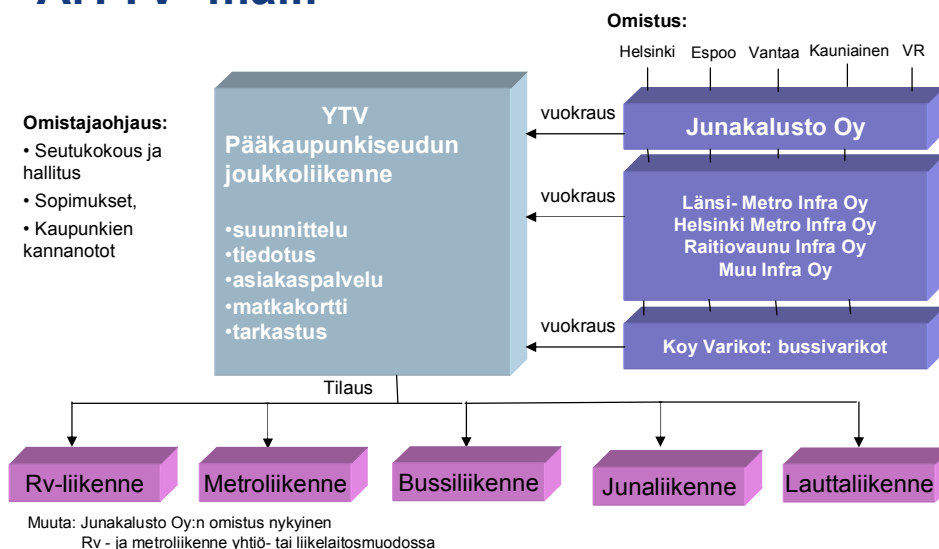 Omistus:
Helsinki Espoo Vantaa Kauniainen VR
Omistajaohjaus:
• Seutukokous ja
hallitus
• Sopimukset,
• Kaupunkien
kannanotot
YTV
Pääkaupunkiseudun
joukkoliikenne
•suunnittelu
•tiedotus
•asiakaspalvelu
•matkakortti
•tarkastus
vuokraus
Junakalusto Oy
vuokraus
Länsi- Metro Infra Oy
Helsinki Metro Infra Oy
Raitiovaunu Infra Oy
Muu Infra Oy
vuokraus
Koy Varikot: bussivarikot
Tilaus
Rv-liikenne
Metroliikenne
Bussiliikenne
Junaliikenne
Lauttaliikenne
Muuta: Junakalusto Oy:n omistus nykyinen
Rv - ja metroliikenne yhtiö- tai liikelaitosmuodossa